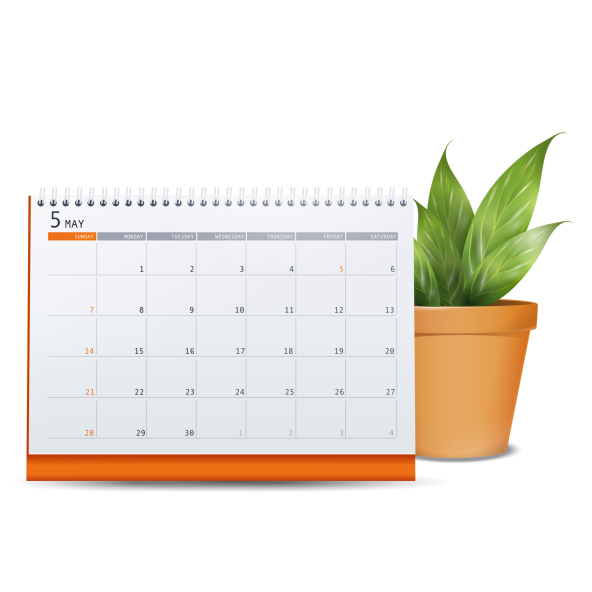 5 MAY
SUNDAY MONDAY TUESDAY WEDNESDAY THURSDAY FRYDAY SATURDAY
1 2 3 4 5 6
7 8 9 10 11 12 13
14 15 16 17 18 19 20
21 22 23 24 25 26 27
28 29 30 1 2 3 4